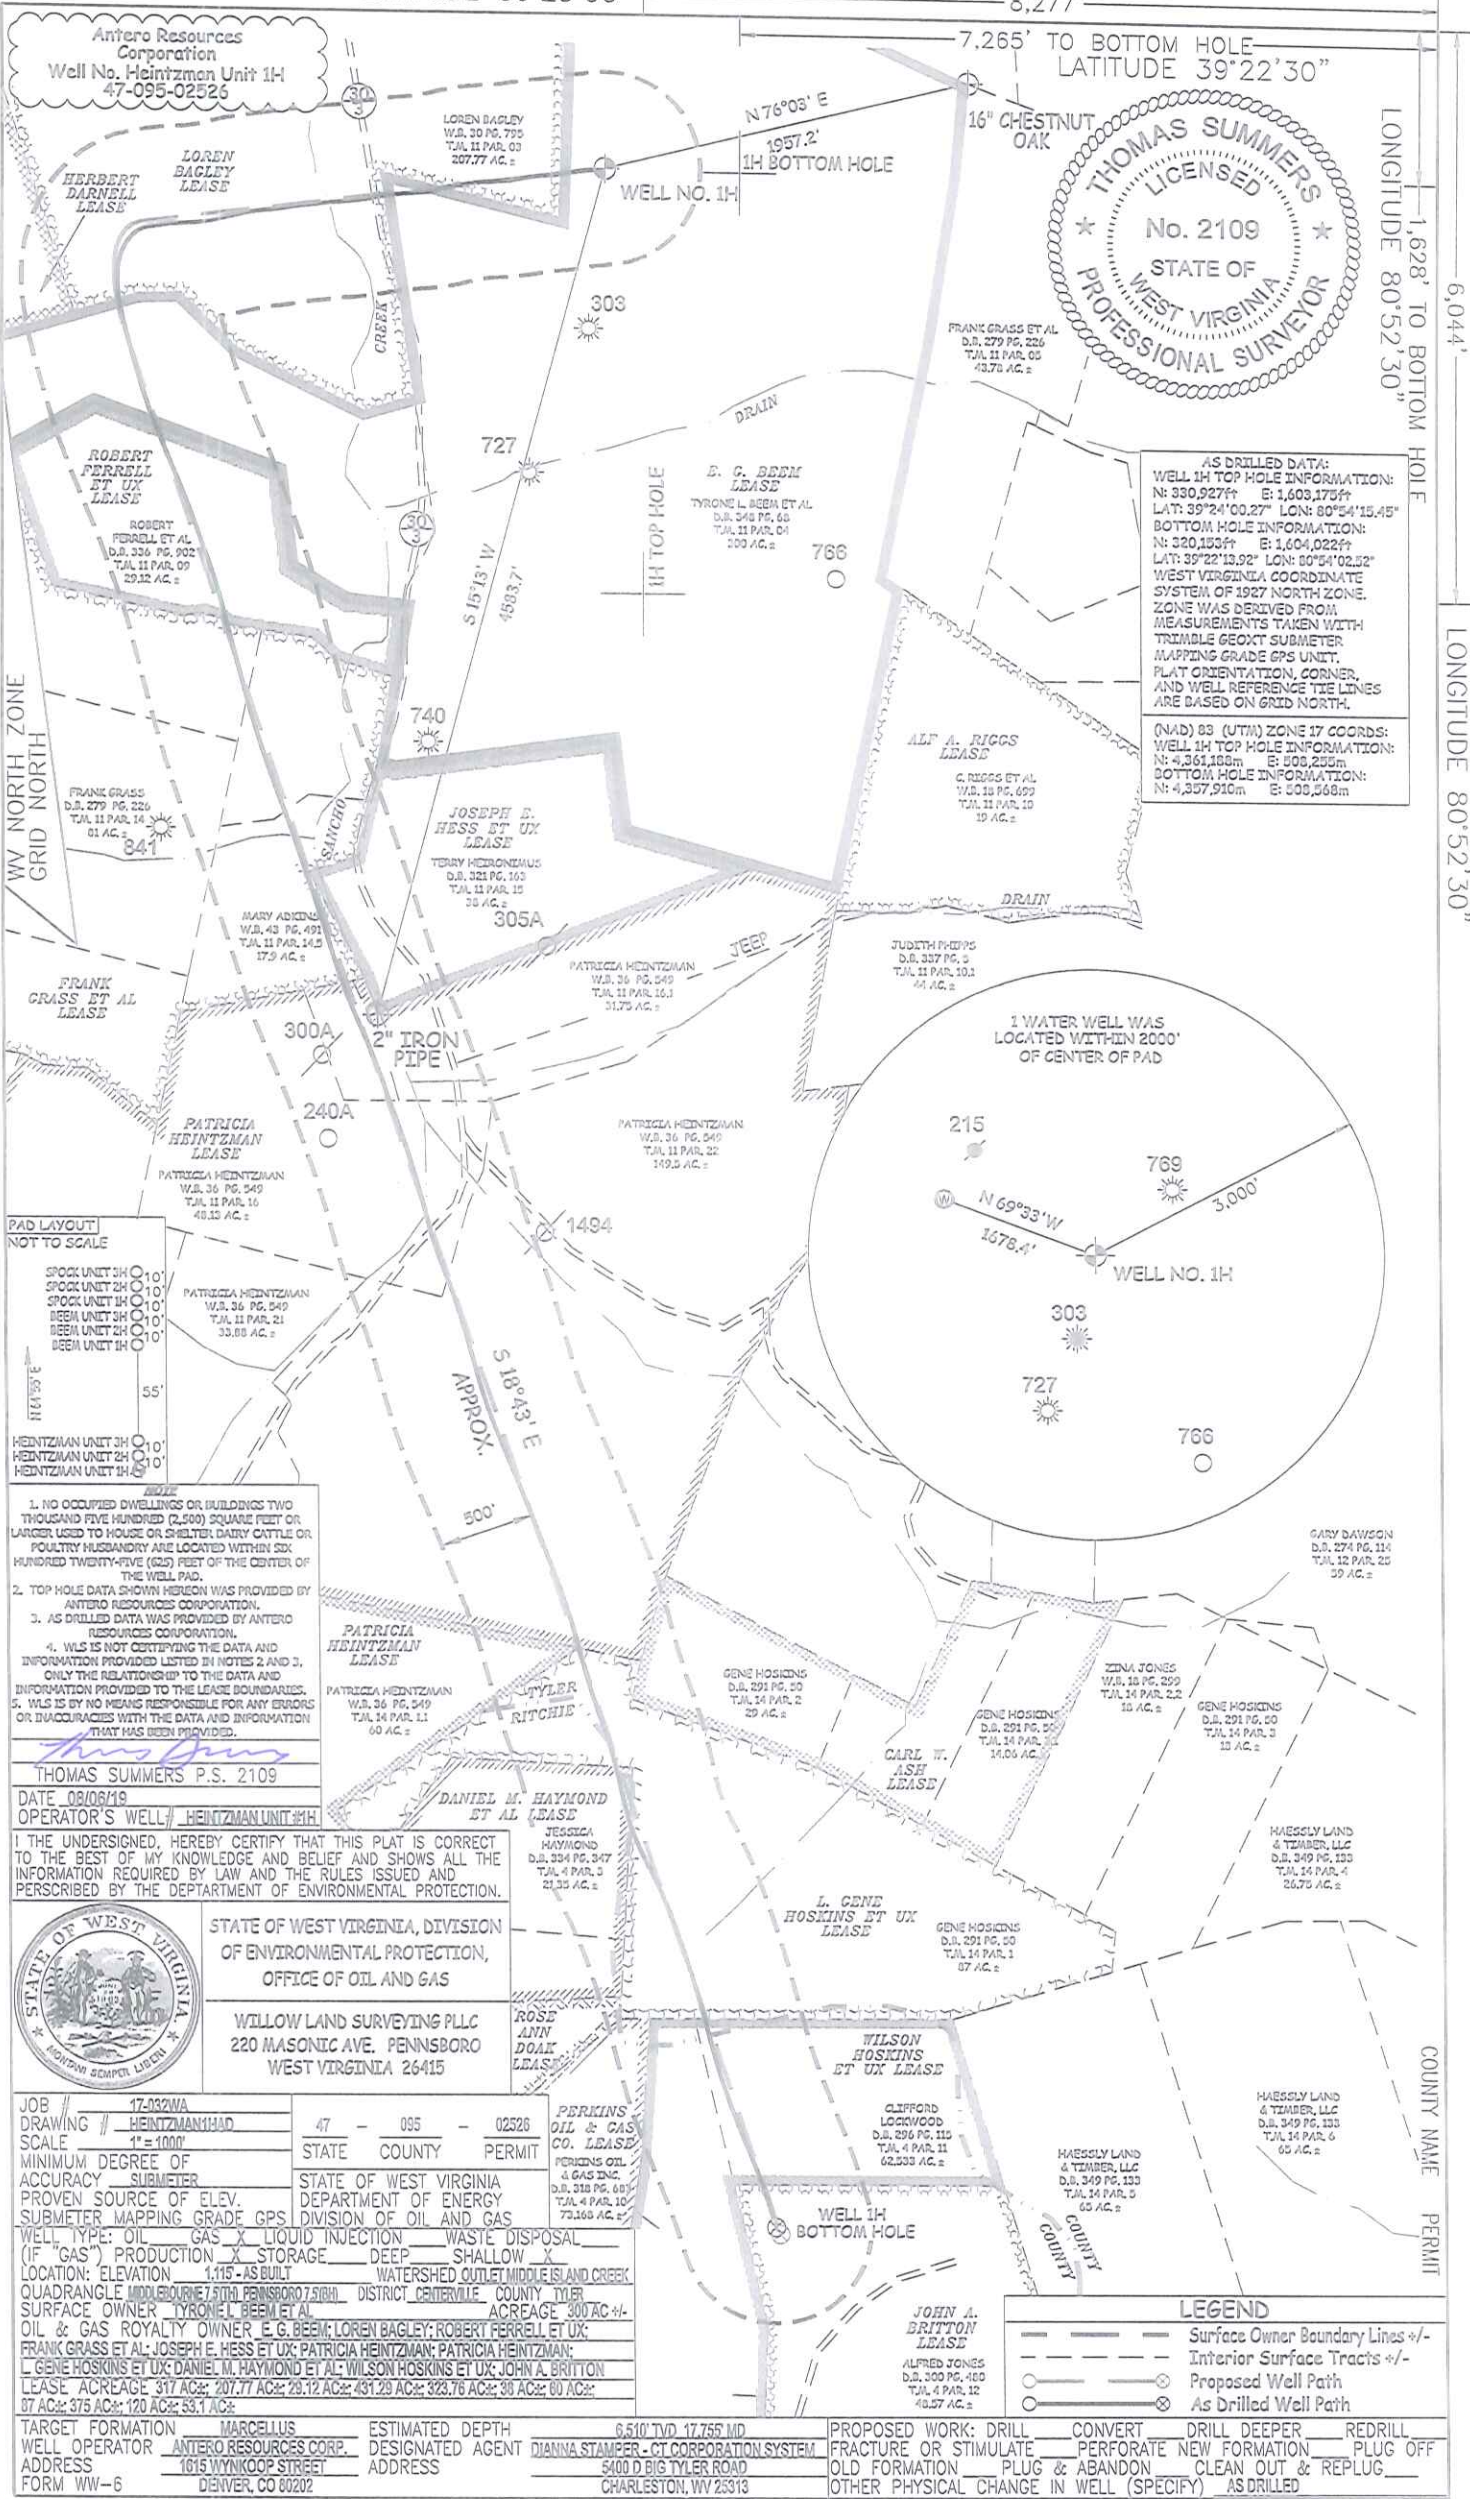 8,277'
7,265' TO BOTTOM HOLE
LATITUDE 39°22'30"
Antero Resources
Corporation
Well No. Heintzman Unit 1H
47-095-02526
30
3
LOREN BAGLEY
W.B. 30 PG. 795
T.M. 11 PAR. 03
207.77 AC. ±
N 76°03' E
1957.2'
16" CHESTNUT
OAK
1H BOTTOM HOLE
WELL NO. 1H
LOREN
BAGLEY
LEASE
HERBERT
DARNELL
LEASE
THOMAS SUMMERS
LICENSED
No. 2109
STATE OF
WEST VIRGINIA
PROFESSIONAL SURVEYOR
LONGITUDE 80°52'30"
1,628' TO BOTTOM HOLE
6,044'
LONGITUDE 80°52'30"
CREEK
303
FRANK GRASS ET AL
D.B. 279 PG. 226
T.M. 11 PAR. 05
43.78 AC. ±
DRAIN
727
ROBERT
FERRELL
ET UX
LEASE
ROBERT
FERRELL ET AL
D.B. 336 PG. 902
T.M. 11 PAR. 09
29.12 AC. ±
30
3
S 15°13' W
4583.7'
1H TOP HOLE
E. G. BEEM
LEASE
TYRONE L. BEEM ET AL
D.B. 348 PG. 68
T.M. 11 PAR. 04
300 AC. ±
766
AS DRILLED DATA:
WELL 1H TOP HOLE INFORMATION:
N: 330,927ft E: 1,603,175ft
LAT: 39°24'00.27" LON: 80°54'15.45"
BOTTOM HOLE INFORMATION:
N: 320,153ft E: 1,604,022ft
LAT: 39°22'13.92" LON: 80°54'02.52"
WEST VIRGINIA COORDINATE
SYSTEM OF 1927 NORTH ZONE.
ZONE WAS DERIVED FROM
MEASUREMENTS TAKEN WITH
TRIMBLE GEOXT SUBMETER
MAPPING GRADE GPS UNIT.
PLAT ORIENTATION, CORNER,
AND WELL REFERENCE TIE LINES
ARE BASED ON GRID NORTH.
(NAD) 83 (UTM) ZONE 17 COORDS:
WELL 1H TOP HOLE INFORMATION:
N: 4,361,188m E: 508,255m
BOTTOM HOLE INFORMATION:
N: 4,357,910m E: 508,568m
WV NORTH ZONE
GRID NORTH
740
ALF A. RIGGS
LEASE
C. RIGGS ET AL
W.B. 18 PG. 699
T.M. 11 PAR. 10
19 AC. ±
FRANK GRASS
D.B. 279 PG. 226
T.M. 11 PAR. 14
81 AC. ±
841
SANCHO
JOSEPH E.
HESS ET UX
LEASE
TERRY HEIRONIMUS
D.B. 321 PG. 163
T.M. 11 PAR. 15
38 AC. ±
305A
MARY ADKINS
W.B. 43 PG. 491
T.M. 11 PAR. 14.5
17.9 AC. ±
DRAIN
JEEP
JUDITH PHIPPS
D.B. 337 PG. 5
T.M. 11 PAR. 10.1
44 AC. ±
FRANK
GRASS ET AL
LEASE
PATRICIA HEINTZMAN
W.B. 36 PG. 549
T.M. 11 PAR. 16.1
31.75 AC. ±
300A
2" IRON
PIPE
1 WATER WELL WAS
LOCATED WITHIN 2000'
OF CENTER OF PAD
240A
PATRICIA
HEINTZMAN
LEASE
PATRICIA HEINTZMAN
W.B. 36 PG. 549
T.M. 11 PAR. 16
48.13 AC. ±
PATRICIA HEINTZMAN
W.B. 36 PG. 549
T.M. 11 PAR. 22
149.5 AC. ±
215
769
W
N 69°33'W
1678.4'
3,000'
WELL NO. 1H
303
727
766
1494
PAD LAYOUT
NOT TO SCALE
SPOCK UNIT 3H 10'
SPOCK UNIT 2H 10'
SPOCK UNIT 1H 10'
BEEM UNIT 3H 10'
BEEM UNIT 2H 10'
BEEM UNIT 1H
55'
HEINTZMAN UNIT 3H 10'
HEINTZMAN UNIT 2H 10'
HEINTZMAN UNIT 1H
PATRICIA HEINTZMAN
W.B. 36 PG. 549
T.M. 11 PAR. 21
33.88 AC. ±
S 18°43' E
APPROX.
500'
NOTE
1. NO OCCUPIED DWELLINGS OR BUILDINGS TWO
THOUSAND FIVE HUNDRED (2,500) SQUARE FEET OR
LARGER USED TO HOUSE OR SHELTER DAIRY CATTLE OR
POULTRY HUSBANDRY ARE LOCATED WITHIN SIX
HUNDRED TWENTY-FIVE (625) FEET OF THE CENTER OF
THE WELL PAD.
2. TOP HOLE DATA SHOWN HEREON WAS PROVIDED BY
ANTERO RESOURCES CORPORATION.
3. AS DRILLED DATA WAS PROVIDED BY ANTERO
RESOURCES CORPORATION.
4. WLS IS NOT CERTIFYING THE DATA AND
INFORMATION PROVIDED LISTED IN NOTES 2 AND 3,
ONLY THE RELATIONSHIP TO THE DATA AND
INFORMATION PROVIDED TO THE LEASE BOUNDARIES.
5. WLS IS BY NO MEANS RESPONSIBLE FOR ANY ERRORS
OR INACCURACIES WITH THE DATA AND INFORMATION
THAT HAS BEEN PROVIDED.
THOMAS SUMMERS P.S. 2109
DATE 08/06/19
OPERATOR'S WELL# HEINTZMAN UNIT #1H
GARY DAWSON
D.B. 274 PG. 114
T.M. 12 PAR. 25
59 AC. ±
PATRICIA
HEINTZMAN
LEASE
PATRICIA HEINTZMAN
W.B. 36 PG. 549
T.M. 14 PAR. 1.1
60 AC. ±
TYLER
RITCHIE
GENE HOSKINS
D.B. 291 PG. 50
T.M. 14 PAR. 2
29 AC. ±
GENE HOSKINS
D.B. 291 PG. 50
T.M. 14 PAR.
14.06 AC.
ZINA JONES
W.B. 18 PG. 299
T.M. 14 PAR. 2.2
18 AC. ±
GENE HOSKINS
D.B. 291 PG. 50
T.M. 14 PAR. 3
13 AC. ±
CARL W.
ASH
LEASE
DANIEL M. HAYMOND
ET AL LEASE
JESSICA
HAYMOND
D.B. 334 PG. 347
T.M. 4 PAR. 3
21.35 AC. ±
HAESSLY LAND
& TIMBER, LLC
D.B. 349 PG. 133
T.M. 14 PAR. 4
26.75 AC. ±
I THE UNDERSIGNED, HEREBY CERTIFY THAT THIS PLAT IS CORRECT
TO THE BEST OF MY KNOWLEDGE AND BELIEF AND SHOWS ALL THE
INFORMATION REQUIRED BY LAW AND THE RULES ISSUED AND
PERSCRIBED BY THE DEPTARTMENT OF ENVIRONMENTAL PROTECTION.
L. GENE
HOSKINS ET UX
LEASE
GENE HOSKINS
D.B. 291 PG. 50
T.M. 14 PAR. 1
87 AC. ±
STATE OF WEST VIRGINIA
MONTANI SEMPER LIBERI
STATE OF WEST VIRGINIA, DIVISION
OF ENVIRONMENTAL PROTECTION,
OFFICE OF OIL AND GAS
WILLOW LAND SURVEYING PLLC
220 MASONIC AVE. PENNSBORO
WEST VIRGINIA 26415
ROSE
ANN
DOAK
LEASE
WILSON
HOSKINS
ET UX LEASE
CLIFFORD
LOCKWOOD
D.B. 296 PG. 115
T.M. 4 PAR. 11
62.533 AC. ±
HAESSLY LAND
& TIMBER, LLC
D.B. 349 PG. 133
T.M. 14 PAR. 6
65 AC. ±
HAESSLY LAND
& TIMBER, LLC
D.B. 349 PG. 133
T.M. 14 PAR. 5
65 AC. ±
COUNTY NAME
PERMIT
PERKINS
OIL & GAS
CO. LEASE
PERKINS OIL
& GAS INC.
D.B. 318 PG. 681
T.M. 4 PAR. 10
73.168 AC. ±
WELL 1H
BOTTOM HOLE
COUNTY
COUNTY
JOHN A.
BRITTON
LEASE
ALFRED JONES
D.B. 300 PG. 480
T.M. 4 PAR. 12
48.57 AC. ±
JOB # 17-032WA
DRAWING # HEINTZMAN1HAD
SCALE 1" = 1000'
MINIMUM DEGREE OF
ACCURACY SUBMETER
PROVEN SOURCE OF ELEV.
SUBMETER MAPPING GRADE GPS
47 - 095 - 02526
STATE COUNTY PERMIT
STATE OF WEST VIRGINIA
DEPARTMENT OF ENERGY
DIVISION OF OIL AND GAS
WELL TYPE: OIL GAS X LIQUID INJECTION WASTE DISPOSAL
(IF "GAS") PRODUCTION X STORAGE DEEP SHALLOW X
LOCATION: ELEVATION 1,115' - AS BUILT WATERSHED OUTLET MIDDLE ISLAND CREEK
QUADRANGLE MIDDLEBOURNE 7.5'(TH) PENNSBORO 7.5'(BH) DISTRICT CENTERVILLE COUNTY TYLER
SURFACE OWNER TYRONE L. BEEM ET AL ACREAGE 300 AC +/-
OIL & GAS ROYALTY OWNER E. G. BEEM; LOREN BAGLEY; ROBERT FERRELL ET UX;
FRANK GRASS ET AL; JOSEPH E. HESS ET UX; PATRICIA HEINTZMAN; PATRICIA HEINTZMAN;
L. GENE HOSKINS ET UX; DANIEL M. HAYMOND ET AL; WILSON HOSKINS ET UX; JOHN A. BRITTON
LEASE ACREAGE 317 AC±; 207.77 AC±; 29.12 AC±; 431.29 AC±; 323.76 AC±; 38 AC±; 60 AC±;
87 AC±; 375 AC±; 120 AC±; 53.1 AC±
LEGEND
Surface Owner Boundary Lines +/-
Interior Surface Tracts +/-
Proposed Well Path
As Drilled Well Path
TARGET FORMATION MARCELLUS ESTIMATED DEPTH 6,510' TVD 17,755' MD
WELL OPERATOR ANTERO RESOURCES CORP. DESIGNATED AGENT DIANNA STAMPER - CT CORPORATION SYSTEM
ADDRESS 1615 WYNKOOP STREET ADDRESS 5400 D BIG TYLER ROAD
FORM WW-6 DENVER, CO 80202 CHARLESTON, WV 25313
PROPOSED WORK: DRILL CONVERT DRILL DEEPER REDRILL
FRACTURE OR STIMULATE PERFORATE NEW FORMATION PLUG OFF
OLD FORMATION PLUG & ABANDON CLEAN OUT & REPLUG
OTHER PHYSICAL CHANGE IN WELL (SPECIFY) AS DRILLED